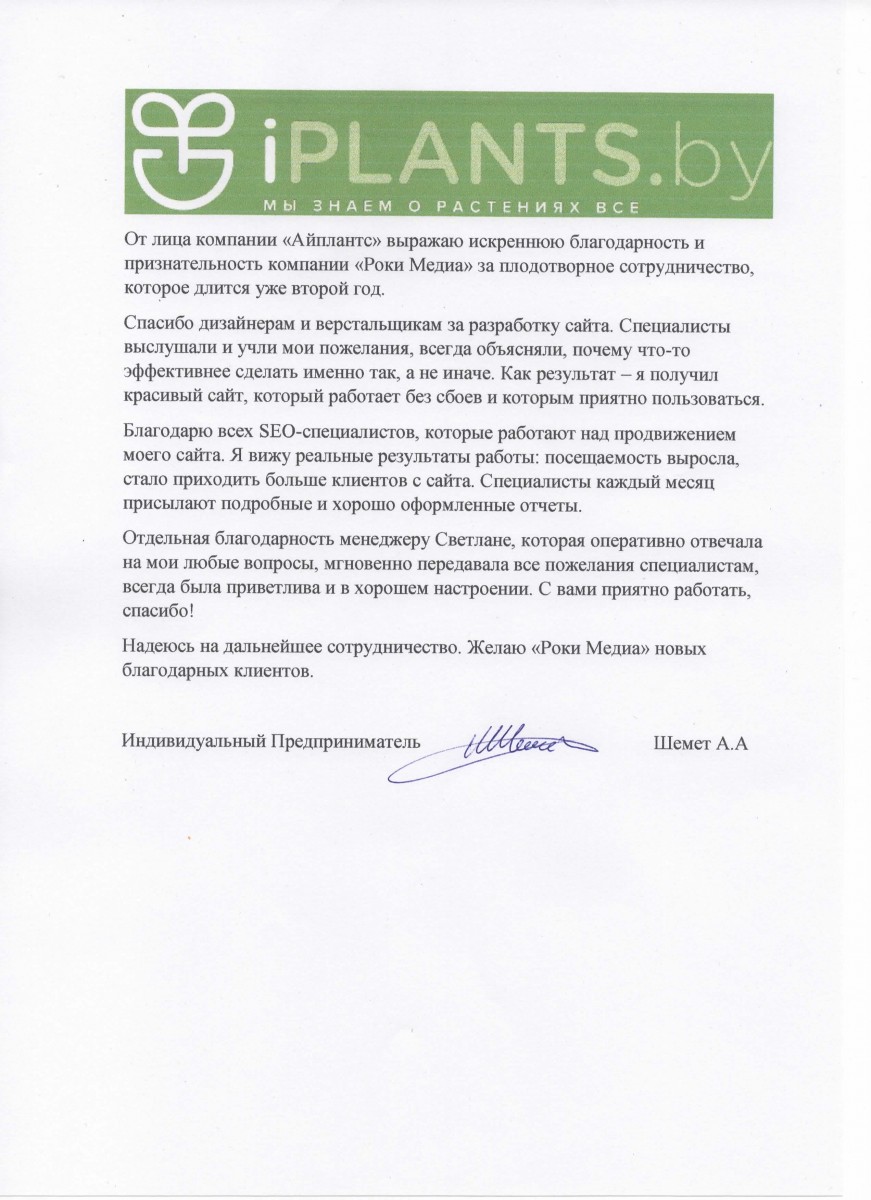 iPLANTS.by
МЫ ЗНАЕМ О РАСТЕНИЯХ ВСЕ
От лица компании «Айплантс» выражаю искреннюю благодарность и
признательность компании «Роки Медиа» за плодотворное сотрудничество,
которое длится уже второй год.
Спасибо дизайнерам и верстальщикам за разработку сайта. Специалисты
выслушали и учли мои пожелания, всегда объясняли, почему что-то
эффективнее сделать именно так, а не иначе. Как результат – я получил
красивый сайт, который работает без сбоев и которым приятно пользоваться.
Благодарю всех SEO-специалистов, которые работают над продвижением
моего сайта. Я вижу реальные результаты работы: посещаемость выросла,
стало приходить больше клиентов с сайта. Специалисты каждый месяц
присылают подробные и хорошо оформленные отчеты.
Отдельная благодарность менеджеру Светлане, которая оперативно отвечала
на мои любые вопросы, мгновенно передавала все пожелания специалистам,
всегда была приветлива и в хорошем настроении. С вами приятно работать,
спасибо!
Надеюсь на дальнейшее сотрудничество. Желаю «Роки Медиа» новых
благодарных клиентов.
Индивидуальный Предприниматель Шемет А.А